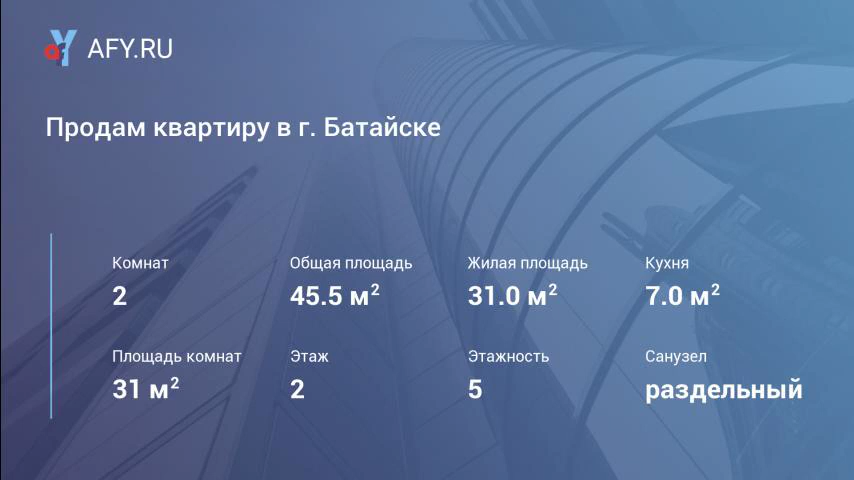 AFY.RU
Продам квартиру в г. Батайске
Комнат Общая площадь Жилая площадь Кухня
2 45.5 м² 31.0 м² 7.0 м²
Площадь комнат Этаж Этажность Санузел
31 м² 2 5 раздельный